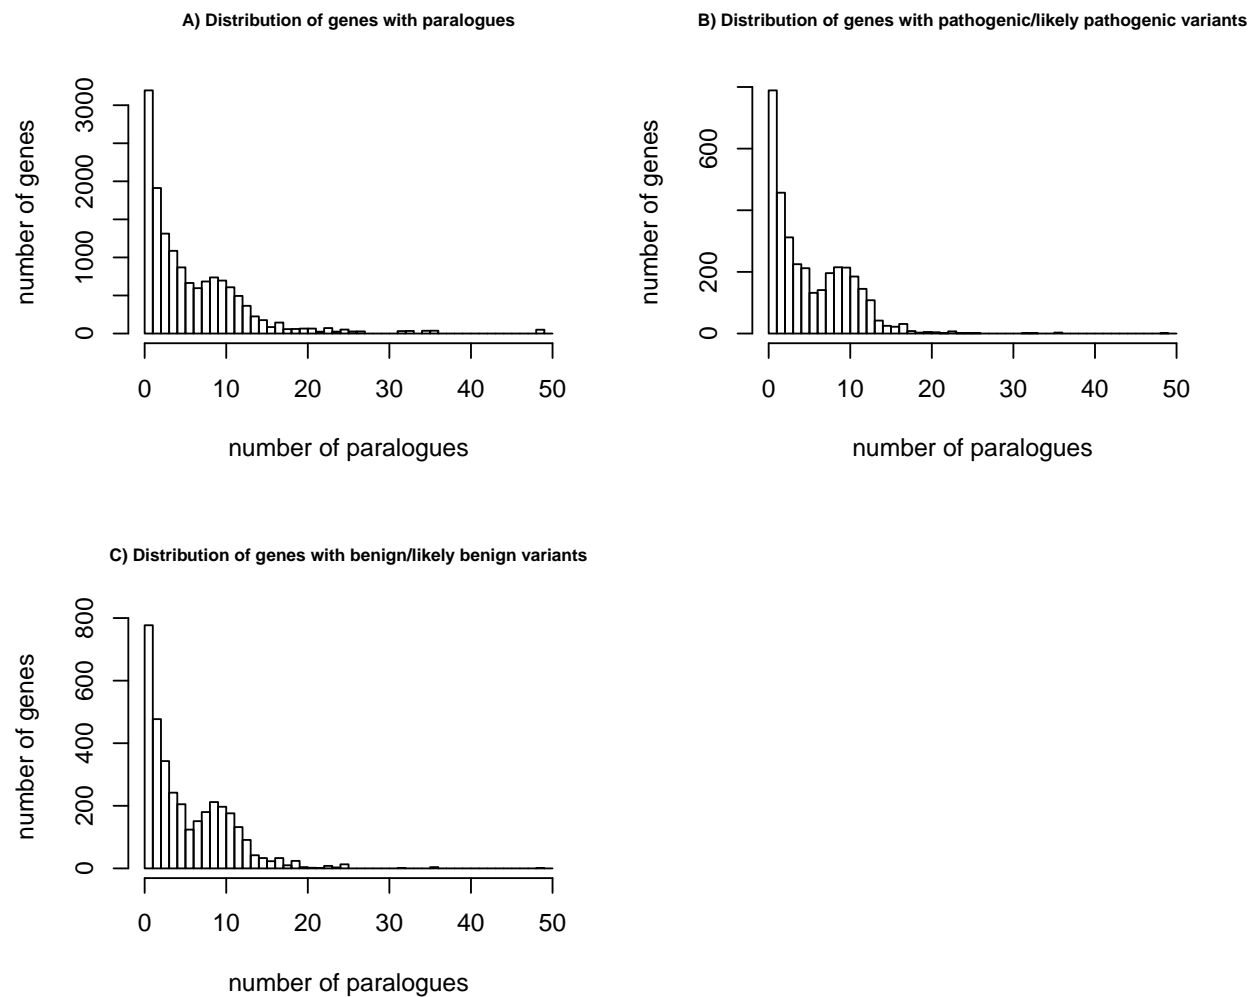 A) Distribution of genes with paralogues
number of genes
3000
2000
1000
0
0 10 20 30 40 50
number of paralogues
B) Distribution of genes with pathogenic/likely pathogenic variants
number of genes
600
200
0
0 10 20 30 40 50
number of paralogues
C) Distribution of genes with benign/likely benign variants
number of genes
800
600
400
200
0
0 10 20 30 40 50
number of paralogues